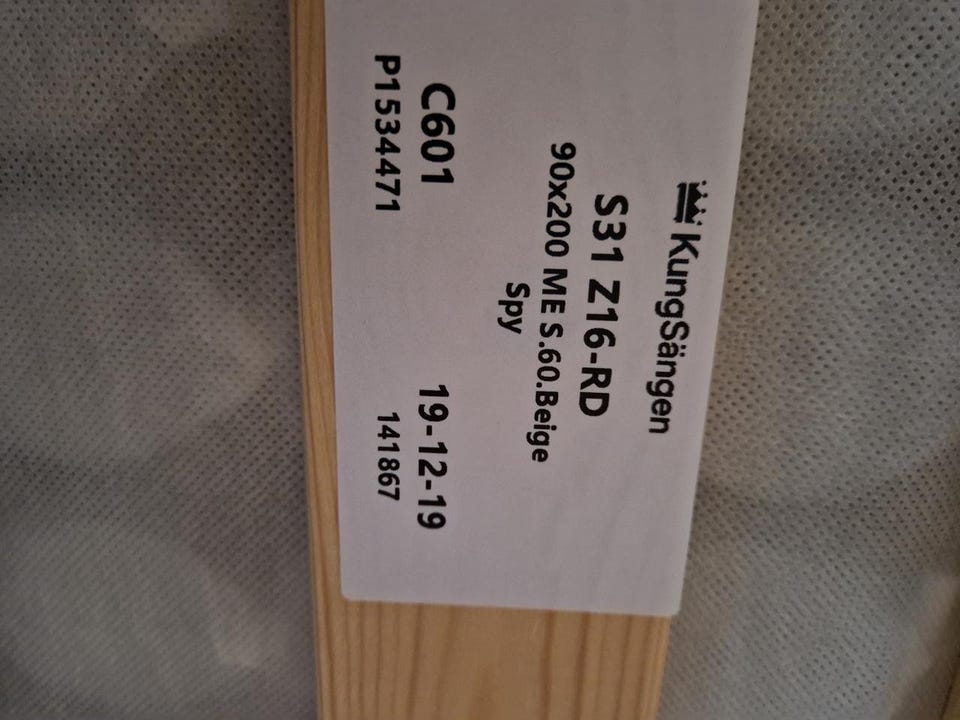 KungSängen
S31 Z16-RD
90x200 ME S.60.Beige
Spy
C601 19-12-19
P1534471 141867